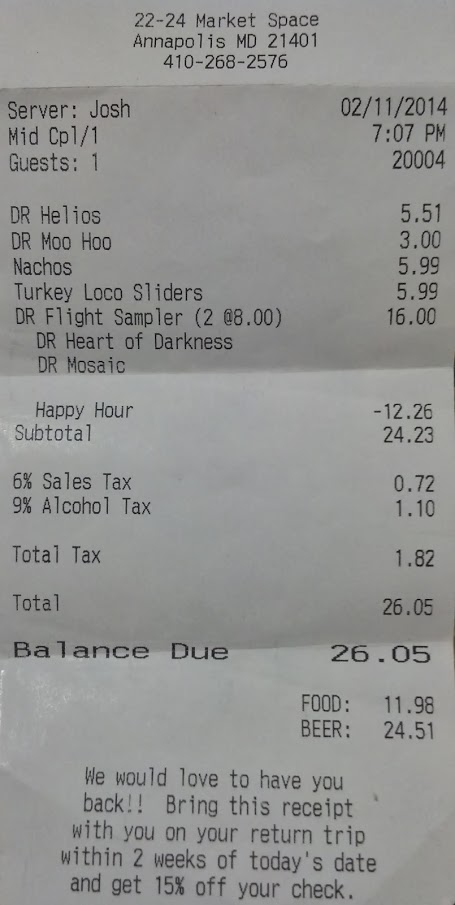 22-24 Market Space
Annapolis MD 21401
410-268-2576
Server: Josh 02/11/2014
Mid Cpl/1 7:07 PM
Guests: 1 20004
DR Helios 5.51
DR Moo Hoo 3.00
Nachos 5.99
Turkey Loco Sliders 5.99
DR Flight Sampler (2 @8.00) 16.00
DR Heart of Darkness
DR Mosaic
Happy Hour -12.26
Subtotal 24.23
6% Sales Tax 0.72
9% Alcohol Tax 1.10
Total Tax 1.82
Total 26.05
Balance Due 26.05
FOOD: 11.98
BEER: 24.51
We would love to have you
back!! Bring this receipt
with you on your return trip
within 2 weeks of today's date
and get 15% off your check.